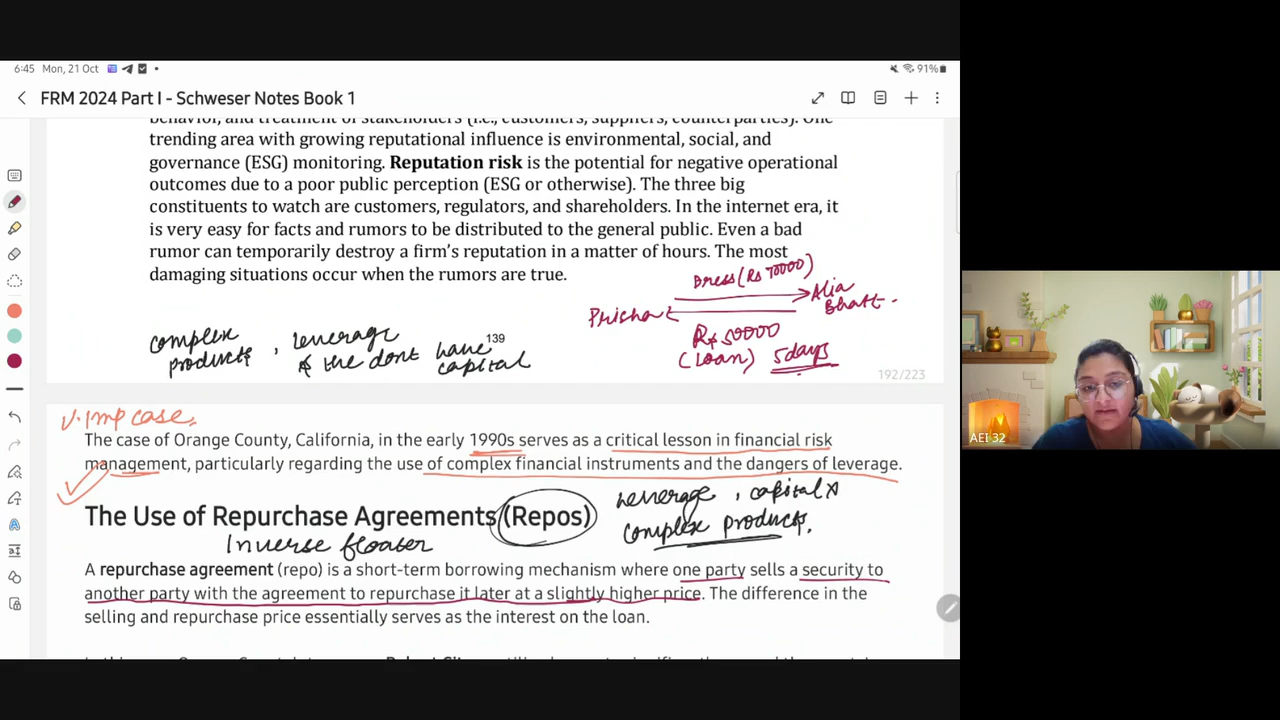 6:45 Mon, 21 Oct
91%
FRM 2024 Part I - Schweser Notes Book 1
behavior, and treatment of stakeholders (i.e., customers, suppliers, counterparties). One
trending area with growing reputational influence is environmental, social, and
governance (ESG) monitoring. Reputation risk is the potential for negative operational
outcomes due to a poor public perception (ESG or otherwise). The three big
constituents to watch are customers, regulators, and shareholders. In the internet era, it
is very easy for facts and rumors to be distributed to the general public. Even a bad
rumor can temporarily destroy a firm's reputation in a matter of hours. The most
damaging situations occur when the rumors are true.
Dress (Rs 70000)
Prisha
Alia
Bhatt.
Rs 50000
(Loan) 5 days
complex
products, leverage
& the dont have
capital
139
192/223
V. Imp case.
The case of Orange County, California, in the early 1990s serves as a critical lesson in financial risk
management, particularly regarding the use of complex financial instruments and the dangers of leverage.
Leverage, capital X
complex products.
The Use of Repurchase Agreements (Repos)
Inverse floater
A repurchase agreement (repo) is a short-term borrowing mechanism where one party sells a security to
another party with the agreement to repurchase it later at a slightly higher price. The difference in the
selling and repurchase price essentially serves as the interest on the loan.
AEI 32